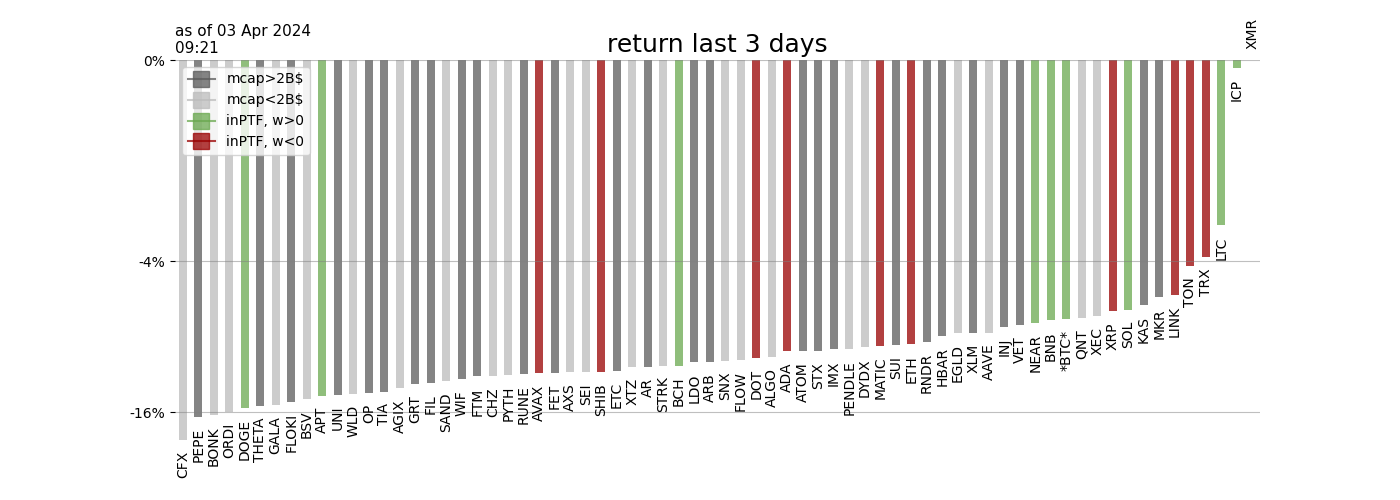 as of 03 Apr 2024
09:21
return last 3 days
0%
-4%
-16%
mcap>2B$
mcap<2B$
inPTF, w>0
inPTF, w<0
CFX
PEPE
BONK
ORDI
DOGE
THETA
GALA
FLOKI
BSV
APT
UNI
WLD
OP
TIA
AGIX
GRT
FIL
SAND
WIF
FTM
CHZ
PYTH
RUNE
AVAX
FET
AXS
SEI
SHIB
ETC
XTZ
AR
STRK
BCH
LDO
ARB
SNX
FLOW
DOT
ALGO
ADA
ATOM
STX
IMX
PENDLE
DYDX
MATIC
SUI
ETH
RNDR
HBAR
EGLD
XLM
AAVE
INJ
VET
NEAR
BNB
*BTC*
QNT
XEC
XRP
SOL
KAS
MKR
LINK
TON
TRX
LTC
ICP
XMR